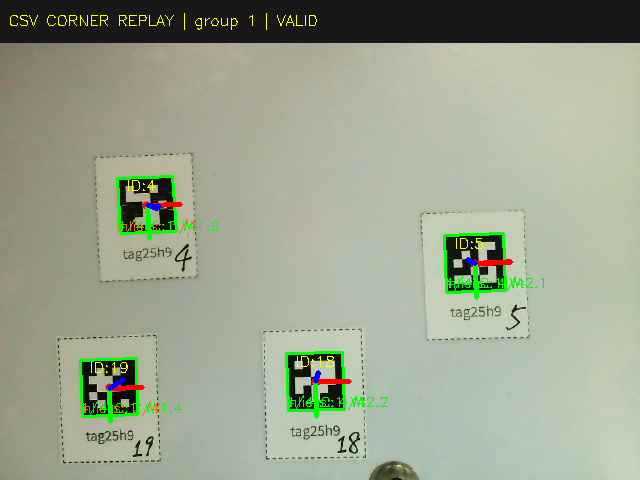 CSV CORNER REPLAY | group 1 | VALID
ID:4
tag25h9
4
ID:5
tag25h9
5
ID:19
tag25h9
19
ID:18
tag25h9
18